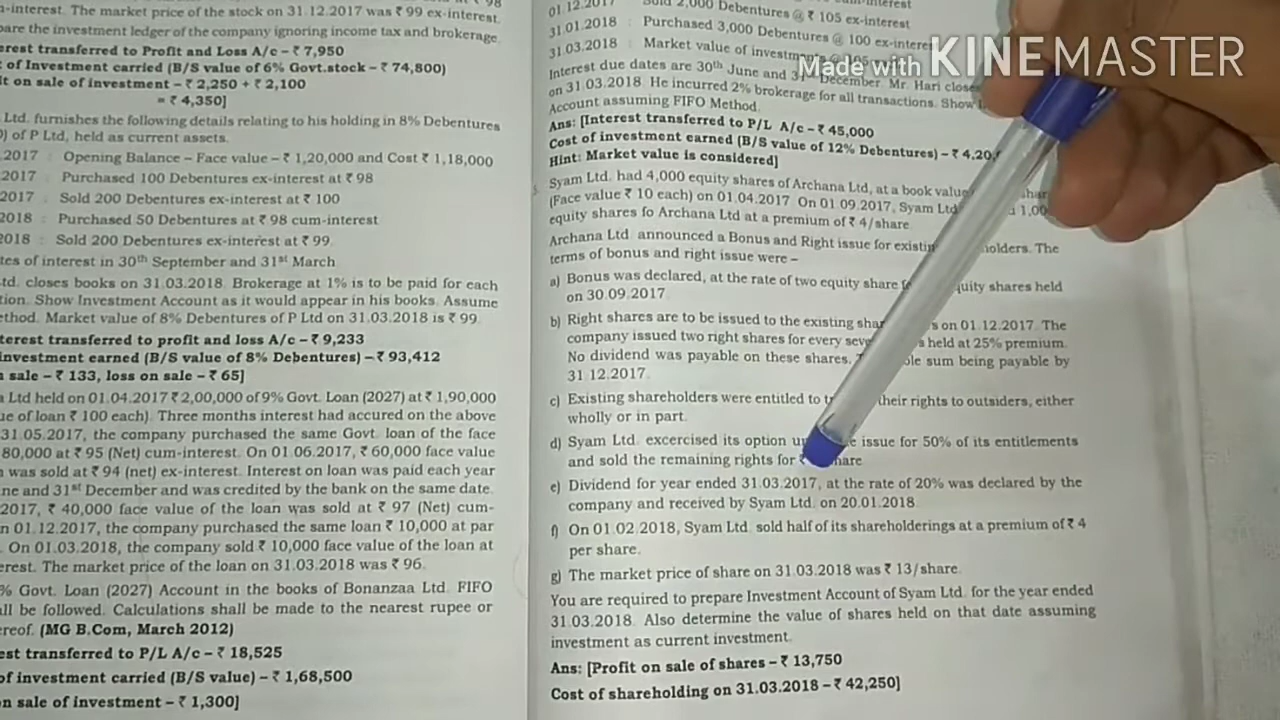 n-interest. The market price of the stock on 31.12.2017 was ₹ 99 ex-interest.
pare the investment ledger of the company ignoring income tax and brokerage.
erest transferred to Profit and Loss A/c – ₹ 7,950
t of Investment carried (B/S value of 6% Govt.stock – ₹ 74,800)
it on sale of investment – ₹ 2,250 + ₹ 2,100
= ₹ 4,350]
Ltd. furnishes the following details relating to his holding in 8% Debentures
) of P Ltd, held as current assets.
2017 : Opening Balance – Face value – ₹ 1,20,000 and Cost ₹ 1,18,000
2017 : Purchased 100 Debentures ex-interest at ₹ 98
2017 : Sold 200 Debentures ex-interest at ₹ 100
2018 : Purchased 50 Debentures at ₹ 98 cum-interest
2018 : Sold 200 Debentures ex-interest at ₹ 99.
tes of interest in 30th September and 31st March.
td. closes books on 31.03.2018. Brokerage at 1% is to be paid for each
tion. Show Investment Account as it would appear in his books. Assume
ethod. Market value of 8% Debentures of P Ltd on 31.03.2018 is ₹ 99.
terest transferred to profit and loss A/c – ₹ 9,233
investment earned (B/S value of 8% Debentures) – ₹ 93,412
n sale – ₹ 133, loss on sale – ₹ 65]
a Ltd held on 01.04.2017 ₹ 2,00,000 of 9% Govt. Loan (2027) at ₹ 1,90,000
ue of loan ₹ 100 each). Three months interest had accured on the above
31.05.2017, the company purchased the same Govt. loan of the face
80,000 at ₹ 95 (Net) cum-interest. On 01.06.2017, ₹ 60,000 face value
n was sold at ₹ 94 (net) ex-interest. Interest on loan was paid each year
ne and 31st December and was credited by the bank on the same date.
2017, ₹ 40,000 face value of the loan was sold at ₹ 97 (Net) cum-
n 01.12.2017, the company purchased the same loan ₹ 10,000 at par
. On 01.03.2018, the company sold ₹ 10,000 face value of the loan at
erest. The market price of the loan on 31.03.2018 was ₹ 96.
% Govt. Loan (2027) Account in the books of Bonanzaa Ltd. FIFO
all be followed. Calculations shall be made to the nearest rupee or
ereof. (MG B.Com, March 2012)
est transferred to P/L A/c – ₹ 18,525
of investment carried (B/S value) – ₹ 1,68,500
n sale of investment – ₹ 1,300]
01.12.2017 Sold 2,000 Debentures @ ₹ 105 ex-interest
31.01.2018 : Purchased 3,000 Debentures @ 100 ex-interest
31.03.2018 : Market value of investment
Interest due dates are 30th June and 31 December. Mr. Hari closes
on 31.03.2018. He incurred 2% brokerage for all transactions. Show
Account assuming FIFO Method.
Ans: [Interest transferred to P/L A/c – ₹ 45,000
Cost of investment earned (B/S value of 12% Debentures) – ₹ 4,20,
Hint: Market value is considered]
Syam Ltd. had 4,000 equity shares of Archana Ltd, at a book value
(Face value ₹ 10 each) on 01.04.2017. On 01.09.2017, Syam Ltd 1,00
equity shares fo Archana Ltd at a premium of ₹ 4/share.
Archana Ltd announced a Bonus and Right issue for existin holders. The
terms of bonus and right issue were –
a) Bonus was declared, at the rate of two equity share quity shares held
on 30.09.2017.
b) Right shares are to be issued to the existing shar s on 01.12.2017. The
company issued two right shares for every seve s held at 25% premium.
No dividend was payable on these shares. le sum being payable by
31.12.2017.
c) Existing shareholders were entitled to their rights to outsiders, either
wholly or in part.
d) Syam Ltd. excercised its option issue for 50% of its entitlements
and sold the remaining rights for ₹ hare.
e) Dividend for year ended 31.03.2017, at the rate of 20% was declared by the
company and received by Syam Ltd. on 20.01.2018.
f) On 01.02.2018, Syam Ltd. sold half of its shareholderings at a premium of ₹ 4
per share.
g) The market price of share on 31.03.2018 was ₹ 13/share.
You are required to prepare Investment Account of Syam Ltd. for the year ended
31.03.2018. Also determine the value of shares held on that date assuming
investment as current investment.
Ans: [Profit on sale of shares – ₹ 13,750
Cost of shareholding on 31.03.2018 – ₹ 42,250]
Made with KINEMASTER